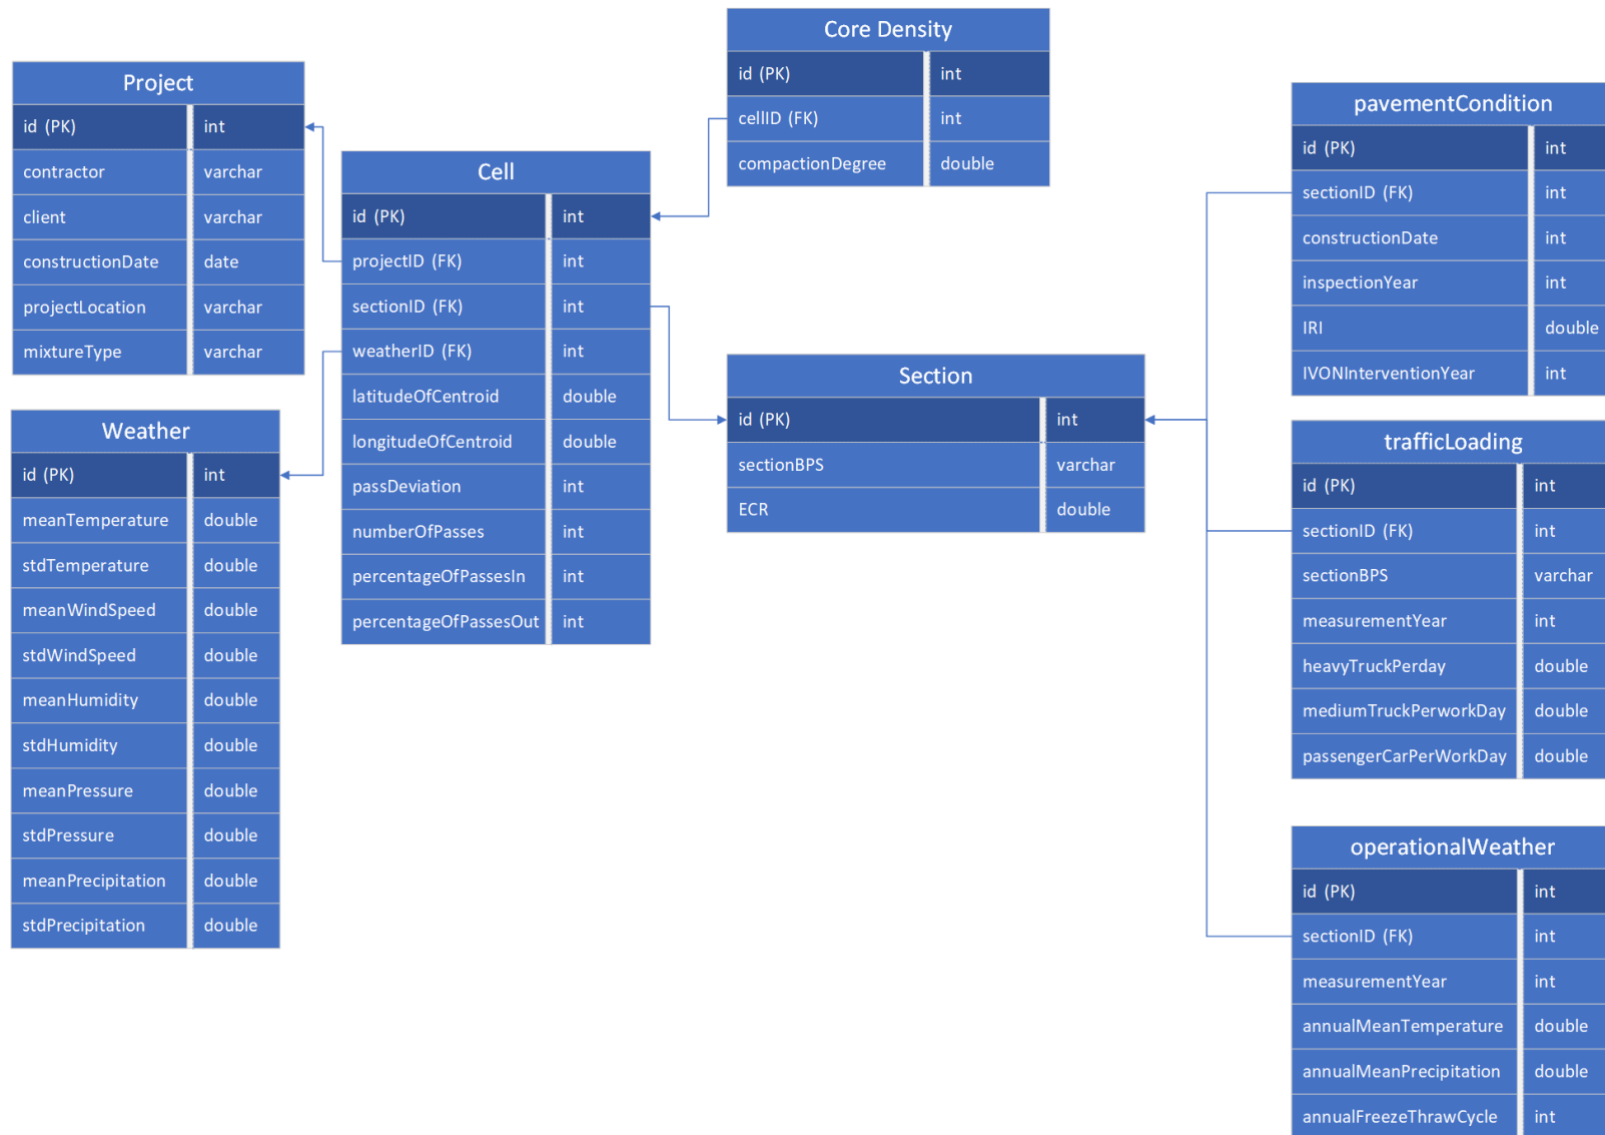 Project
id (PK) int
contractor varchar
client varchar
constructionDate date
projectLocation varchar
mixtureType varchar
Weather
id (PK) int
meanTemperature double
stdTemperature double
meanWindSpeed double
stdWindSpeed double
meanHumidity double
stdHumidity double
meanPressure double
stdPressure double
meanPrecipitation double
stdPrecipitation double
Cell
id (PK) int
projectID (FK) int
sectionID (FK) int
weatherID (FK) int
latitudeOfCentroid double
longitudeOfCentroid double
passDeviation int
numberOfPasses int
percentageOfPassesIn int
percentageOfPassesOut int
Core Density
id (PK) int
cellID (FK) int
compactionDegree double
Section
id (PK) int
sectionBPS varchar
ECR double
pavementCondition
id (PK) int
sectionID (FK) int
constructionDate int
inspectionYear int
IRI double
IVONInterventionYear int
trafficLoading
id (PK) int
sectionID (FK) int
sectionBPS varchar
measurementYear int
heavyTruckPerday double
mediumTruckPerworkDay double
passengerCarPerWorkDay double
operationalWeather
id (PK) int
sectionID (FK) int
measurementYear int
annualMeanTemperature double
annualMeanPrecipitation double
annualFreezeThrawCycle int